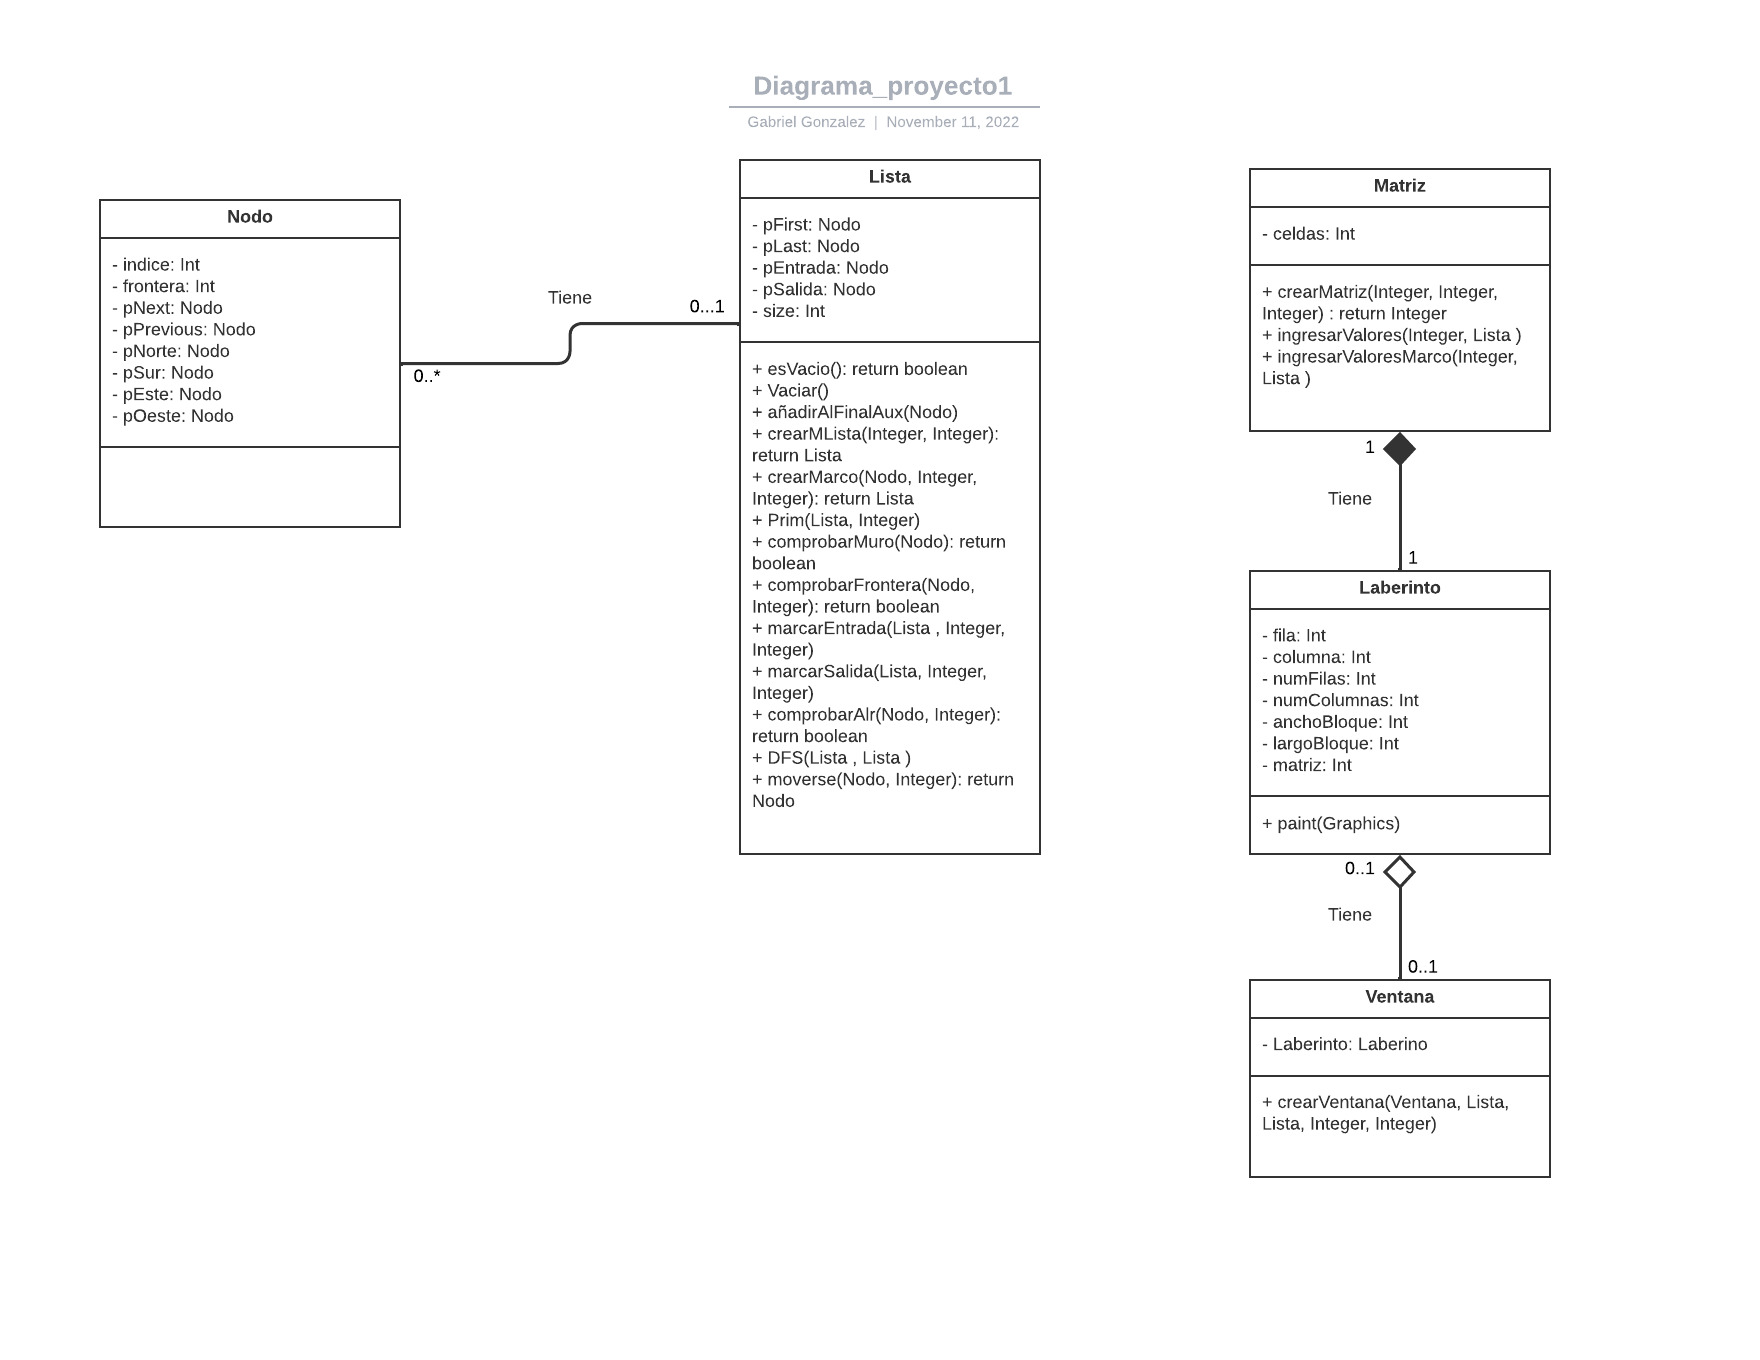 Diagrama_proyecto1
Gabriel Gonzalez | November 11, 2022
Nodo
- indice: Int
- frontera: Int
- pNext: Nodo
- pPrevious: Nodo
- pNorte: Nodo
- pSur: Nodo
- pEste: Nodo
- pOeste: Nodo
Tiene
0...1
0..*
Lista
- pFirst: Nodo
- pLast: Nodo
- pEntrada: Nodo
- pSalida: Nodo
- size: Int
+ esVacio(): return boolean
+ Vaciar()
+ añadirAlFinalAux(Nodo)
+ crearMLista(Integer, Integer):
return Lista
+ crearMarco(Nodo, Integer,
Integer): return Lista
+ Prim(Lista, Integer)
+ comprobarMuro(Nodo): return
boolean
+ comprobarFrontera(Nodo,
Integer): return boolean
+ marcarEntrada(Lista , Integer,
Integer)
+ marcarSalida(Lista, Integer,
Integer)
+ comprobarAlr(Nodo, Integer):
return boolean
+ DFS(Lista , Lista )
+ moverse(Nodo, Integer): return
Nodo
Matriz
- celdas: Int
+ crearMatriz(Integer, Integer,
Integer) : return Integer
+ ingresarValores(Integer, Lista )
+ ingresarValoresMarco(Integer,
Lista )
1
Tiene
1
Laberinto
- fila: Int
- columna: Int
- numFilas: Int
- numColumnas: Int
- anchoBloque: Int
- largoBloque: Int
- matriz: Int
+ paint(Graphics)
0..1
Tiene
0..1
Ventana
- Laberinto: Laberino
+ crearVentana(Ventana, Lista,
Lista, Integer, Integer)